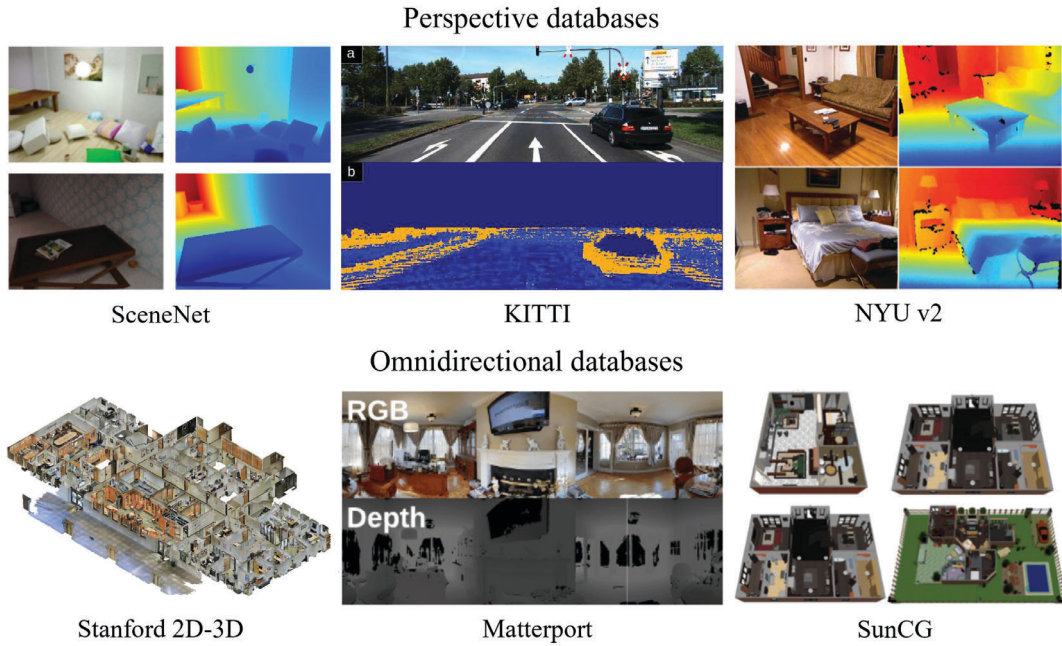 Perspective databases
a
b
SceneNet
KITTI
NYU v2
Omnidirectional databases
RGB
Depth
Stanford 2D-3D
Matterport
SunCG